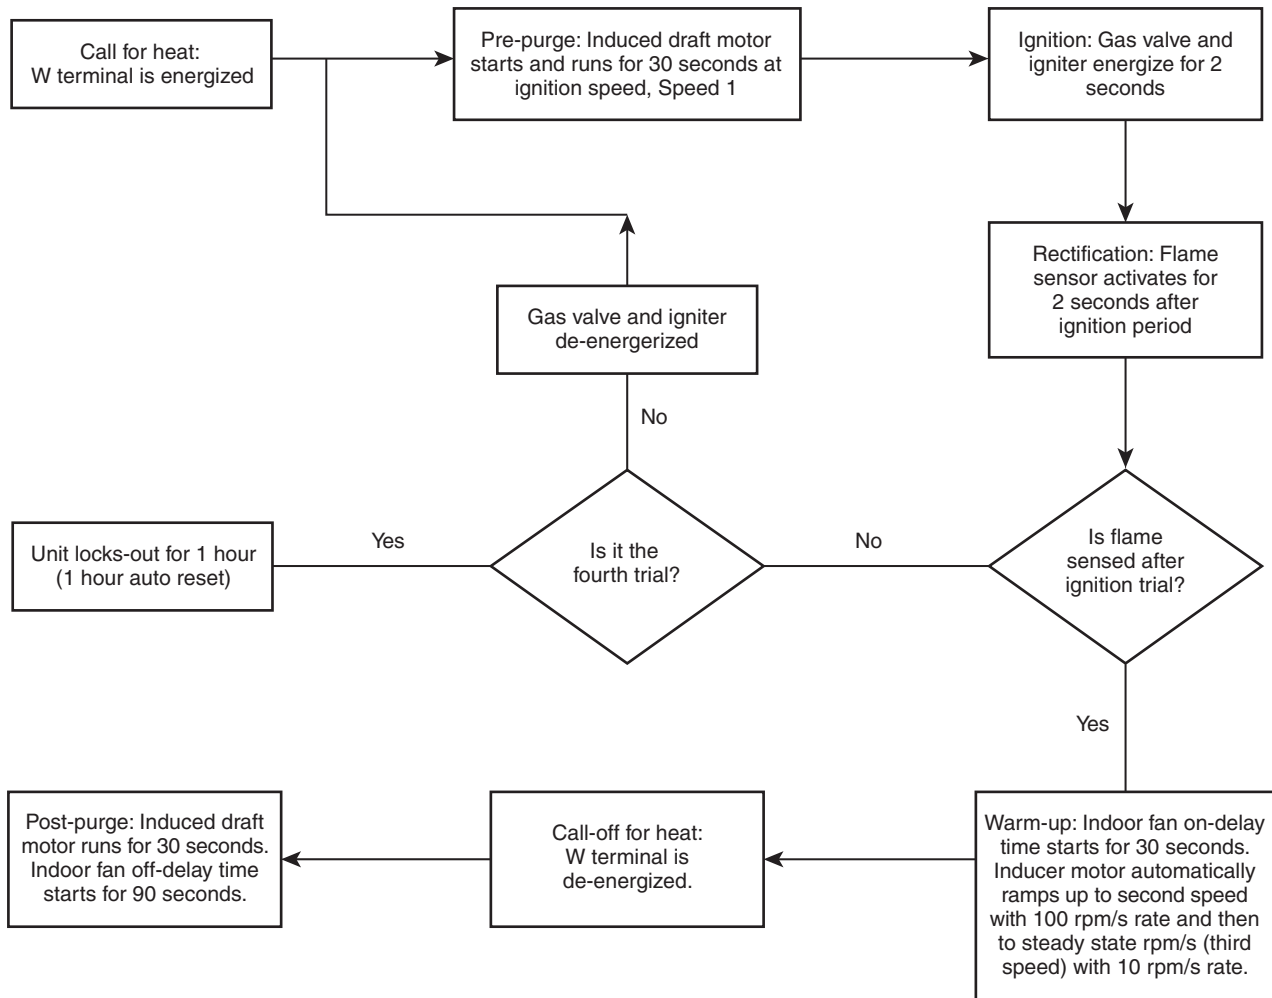 Call for heat:
W terminal is energized
Pre-purge: Induced draft motor
starts and runs for 30 seconds at
ignition speed, Speed 1
Ignition: Gas valve and
igniter energize for 2
seconds
Rectification: Flame
sensor activates for
2 seconds after
ignition period
Gas valve and igniter
de-energerized
No
Is flame
sensed after
ignition trial?
No
Is it the
fourth trial?
Yes
Unit locks-out for 1 hour
(1 hour auto reset)
Yes
Warm-up: Indoor fan on-delay
time starts for 30 seconds.
Inducer motor automatically
ramps up to second speed
with 100 rpm/s rate and then
to steady state rpm/s (third
speed) with 10 rpm/s rate.
Call-off for heat:
W terminal is
de-energized.
Post-purge: Induced draft
motor runs for 30 seconds.
Indoor fan off-delay time
starts for 90 seconds.